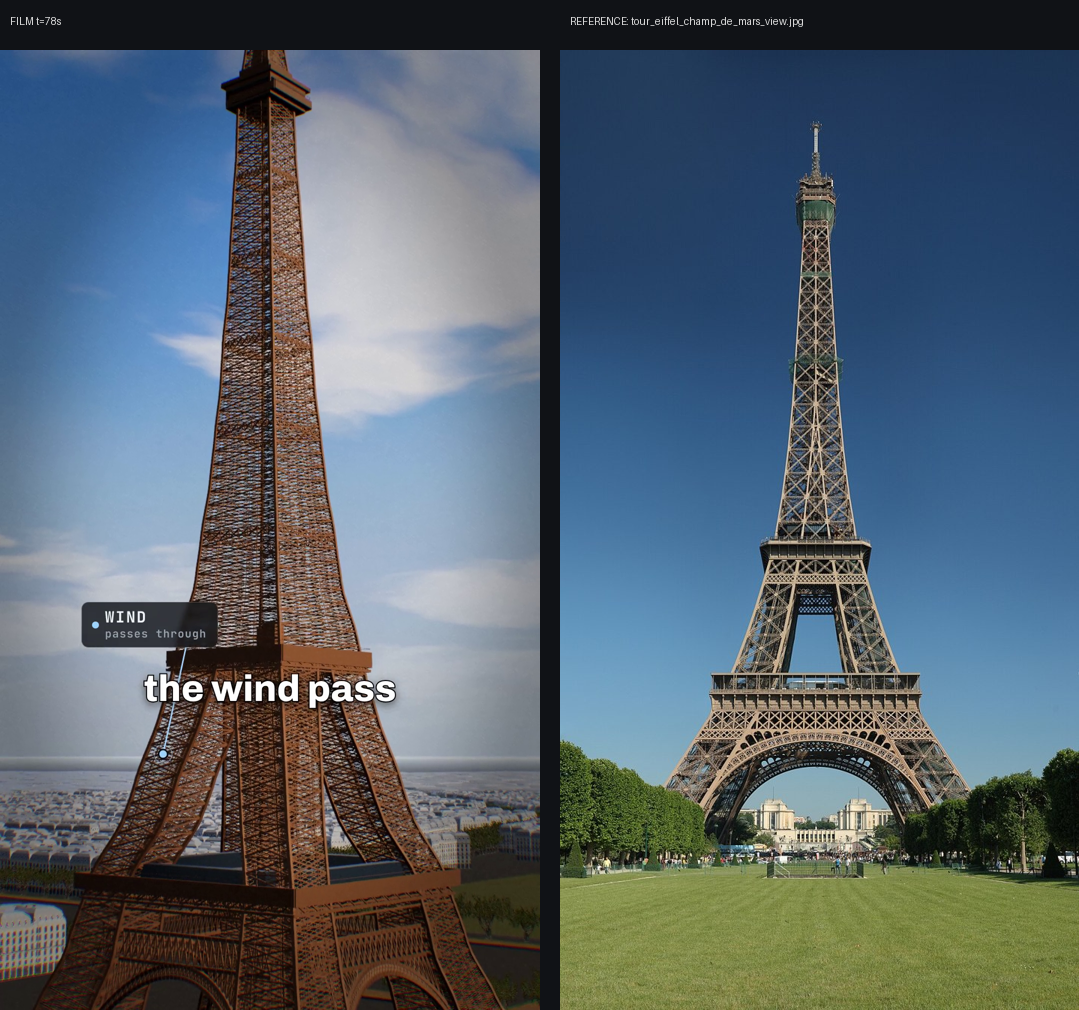 FILM t=78s
REFERENCE: tour_eiffel_champ_de_mars_view.jpg
WIND
passes through
the wind pass